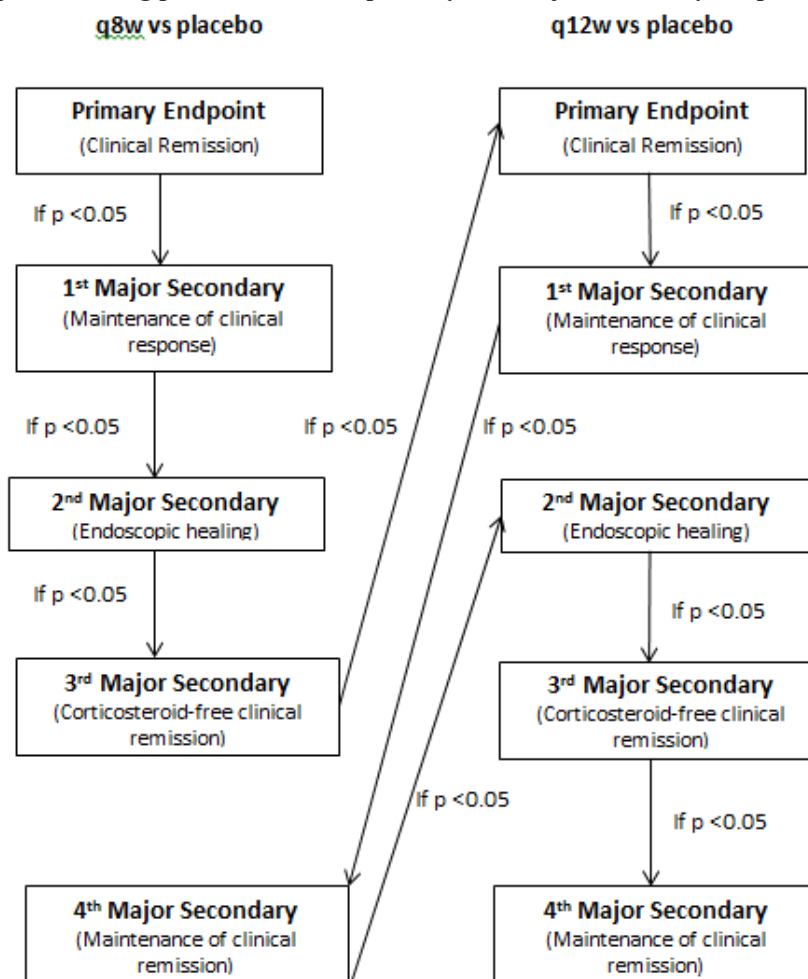 q8w vs placebo
q12w vs placebo
Primary Endpoint
(Clinical Remission)
Primary Endpoint
(Clinical Remission)
If p <0.05
If p <0.05
1st Major Secondary
(Maintenance of clinical
response)
1st Major Secondary
(Maintenance of clinical
response)
If p <0.05
If p <0.05
If p <0.05
2nd Major Secondary
(Endoscopic healing)
2nd Major Secondary
(Endoscopic healing)
If p <0.05
If p <0.05
3rd Major Secondary
(Corticosteroid-free clinical
remission)
3rd Major Secondary
(Corticosteroid-free clinical
remission)
If p <0.05
If p <0.05
4th Major Secondary
(Maintenance of clinical
remission)
4th Major Secondary
(Maintenance of clinical
remission)